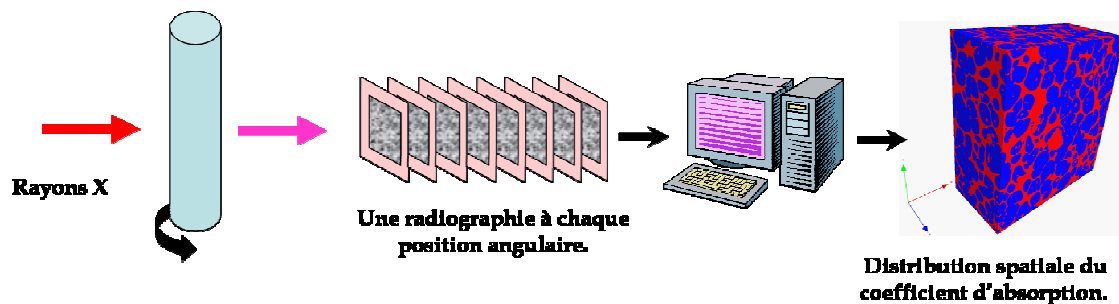 Rayons X
Une radiographie à chaque
position angulaire.
Distribution spatiale du
coefficient d'absorption.